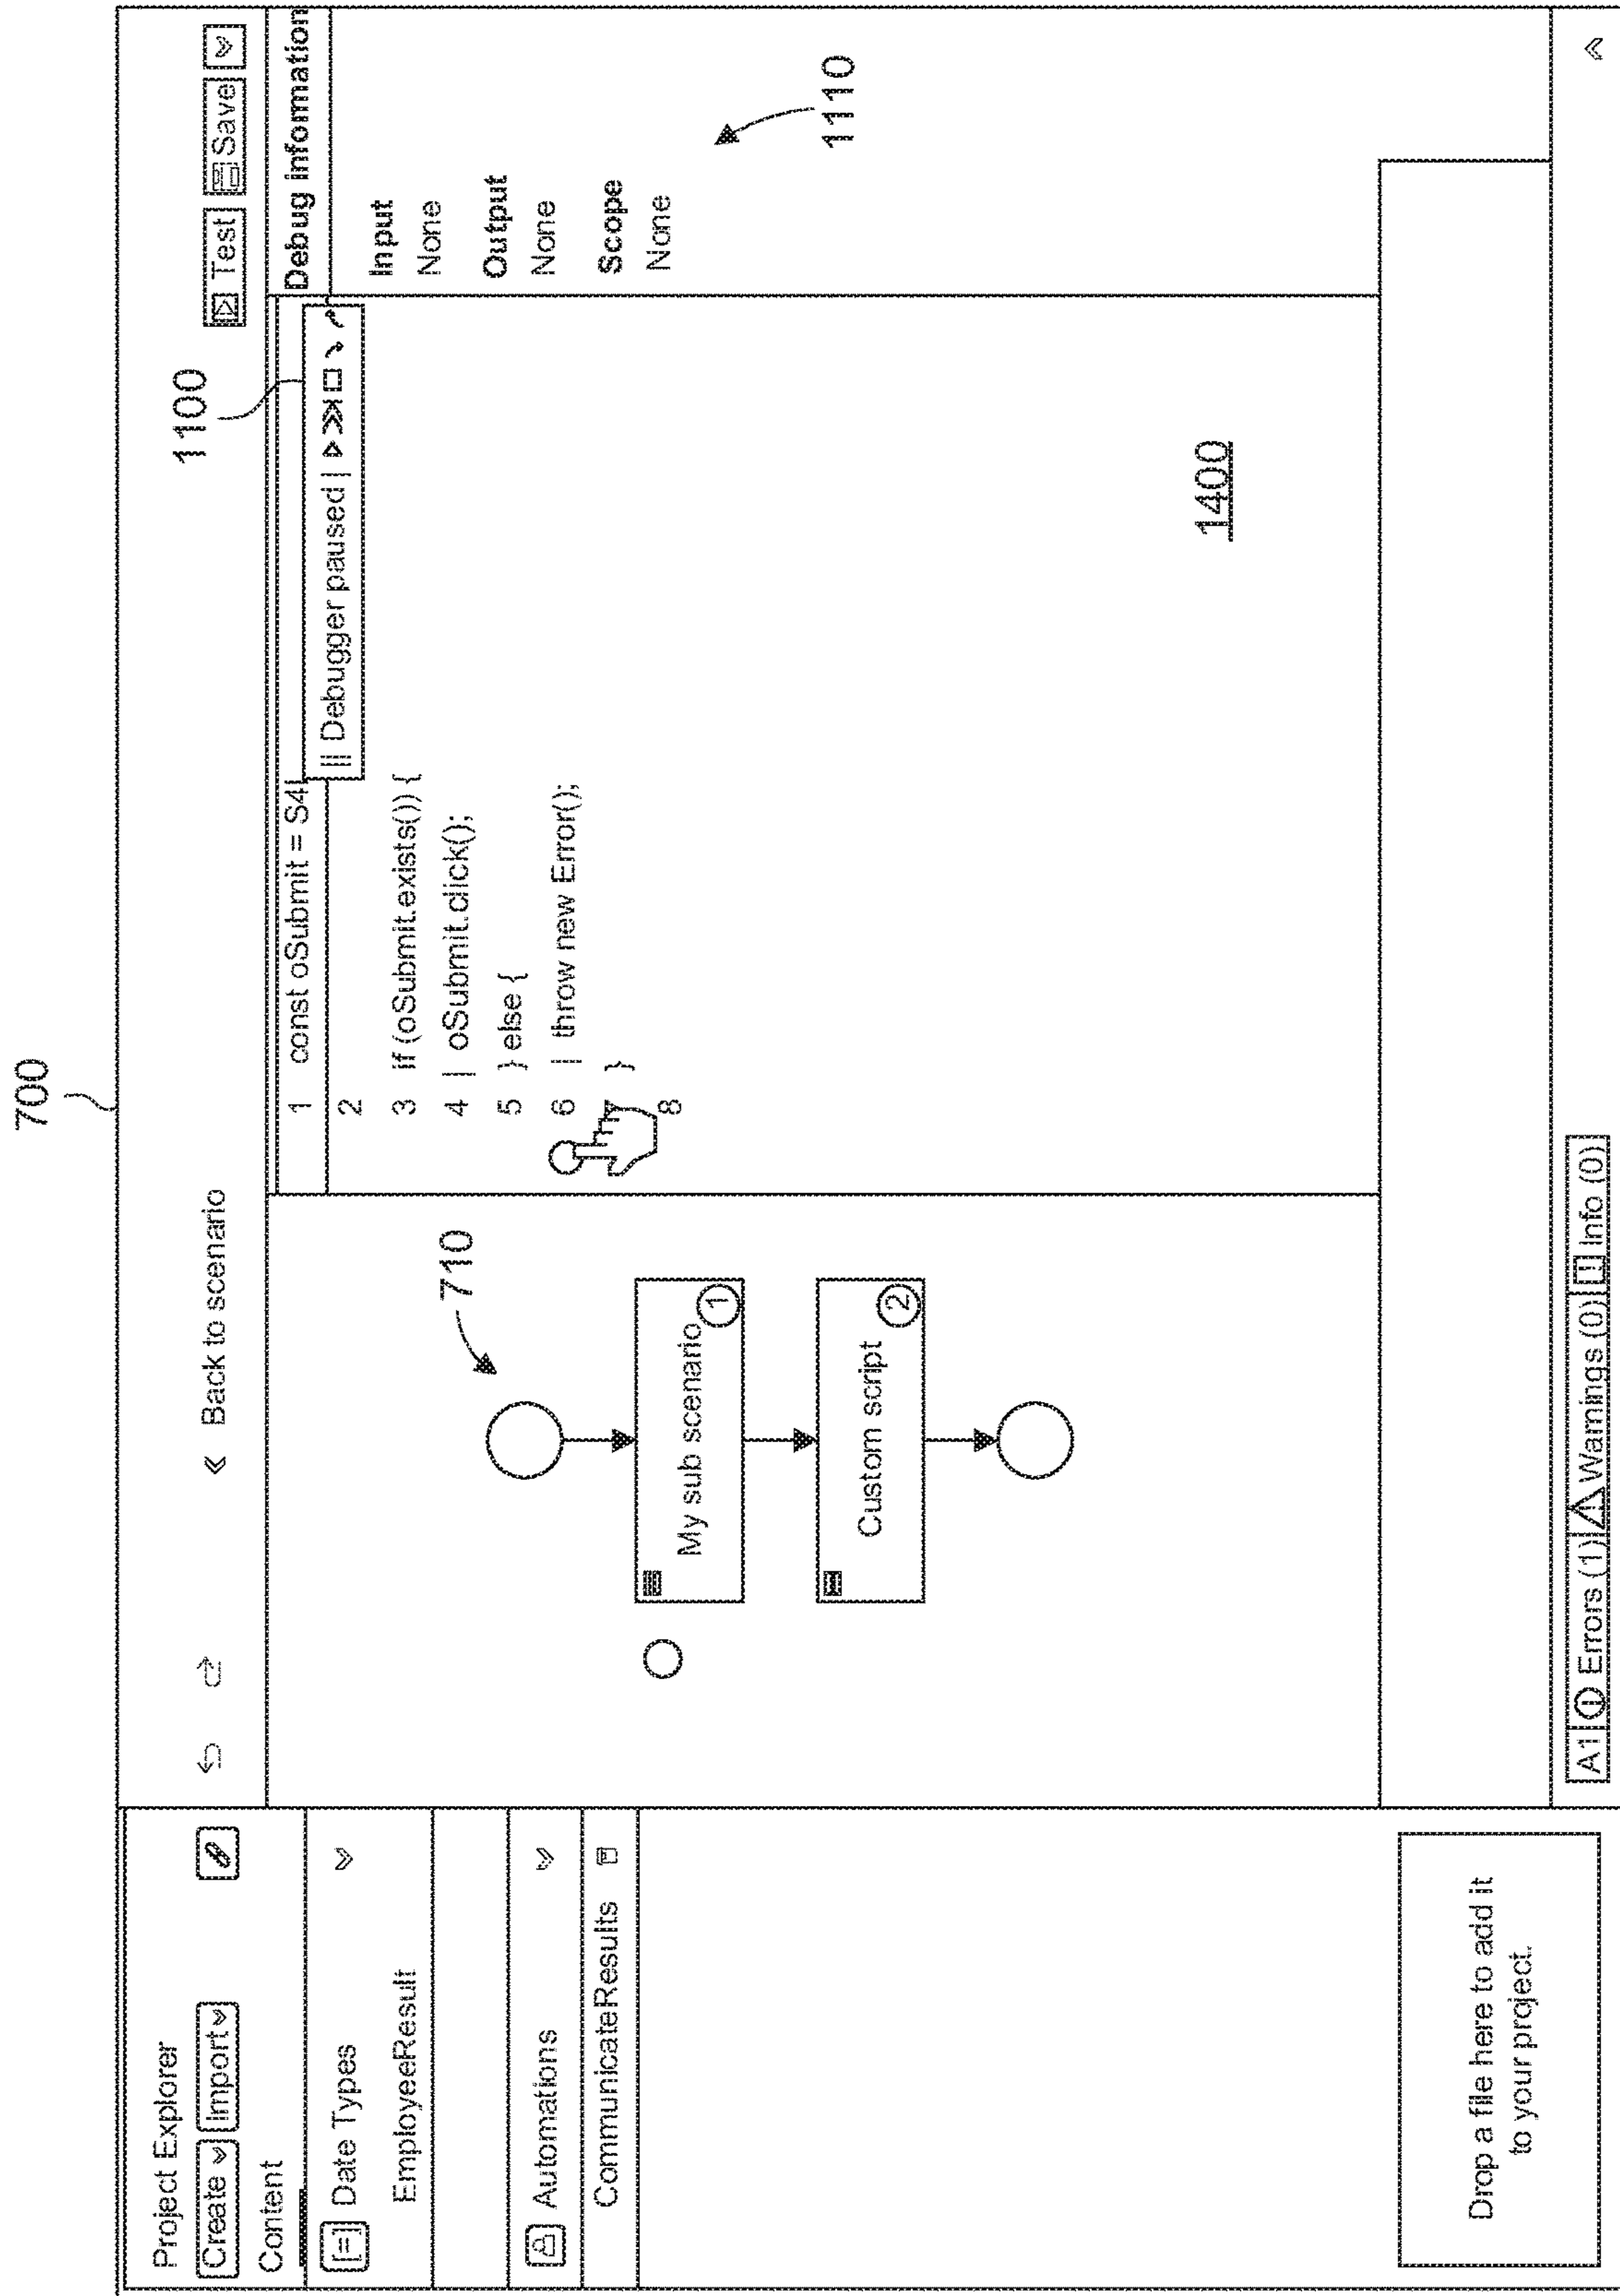 700
Project Explorer
Create Import
Content
[=] Date Types
EmployeeResult
Automations
CommunicateResults
Drop a file here to add it
to your project.
Back to scenario
1100
Test Save
710
My sub scenario
1
Custom script
2
1 const oSubmit = S4
|| Debugger paused |
2
3 if (oSubmit.exists()) {
4 | oSubmit.click();
5 } else {
6 | throw new Error();
7 }
8
1400
Debug information
Input
None
Output
None
Scope
None
1110
A1 Errors (1) Warnings (0) Info (0)